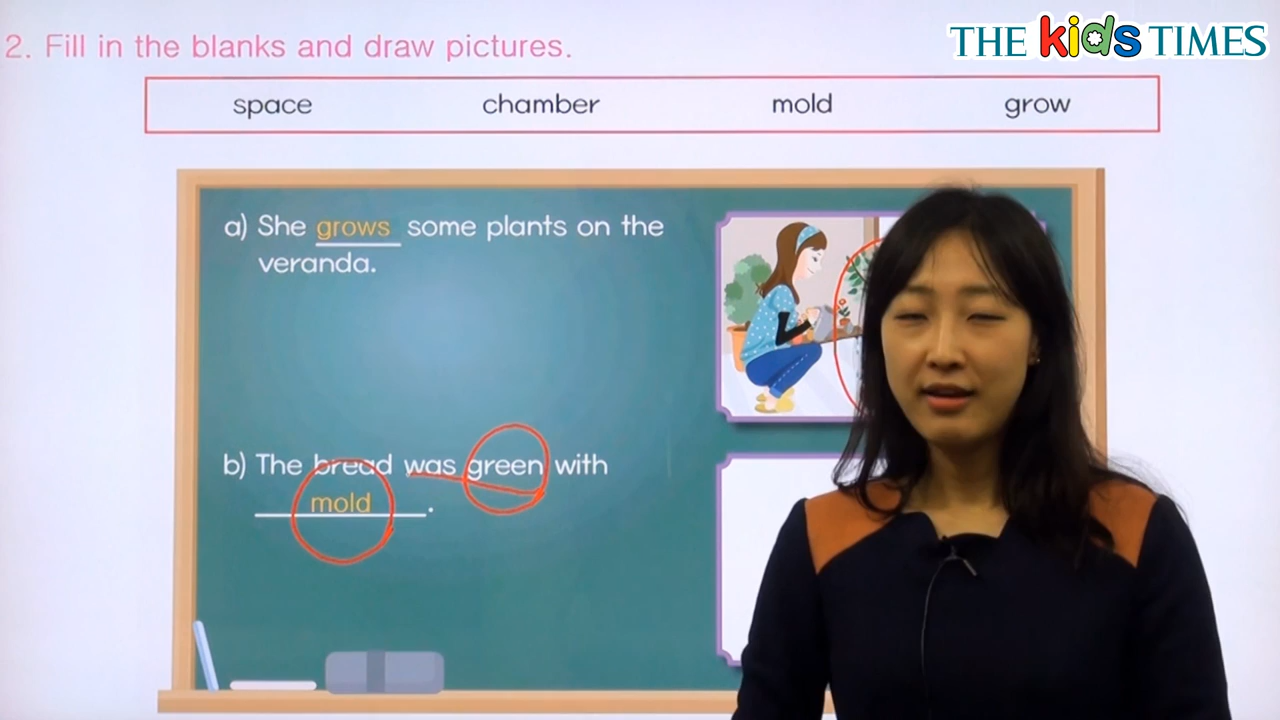 2. Fill in the blanks and draw pictures.
THE kids TIMES
space chamber mold grow
a) She grows some plants on the
veranda.
b) The bread was green with
mold.